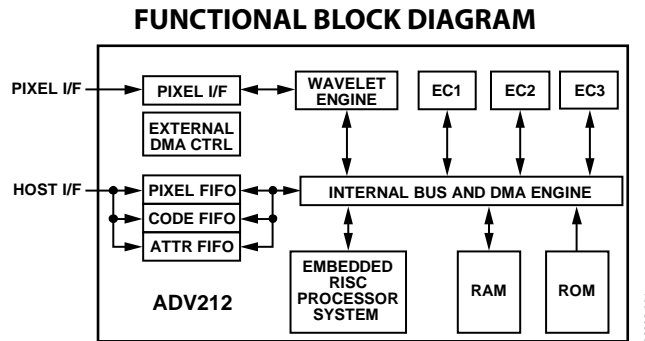 FUNCTIONAL BLOCK DIAGRAM
PIXEL I/F
PIXEL I/F
WAVELET
ENGINE
EC1
EC2
EC3
EXTERNAL
DMA CTRL
HOST I/F
PIXEL FIFO
CODE FIFO
ATTR FIFO
INTERNAL BUS AND DMA ENGINE
EMBEDDED
RISC
PROCESSOR
SYSTEM
RAM
ROM
ADV212